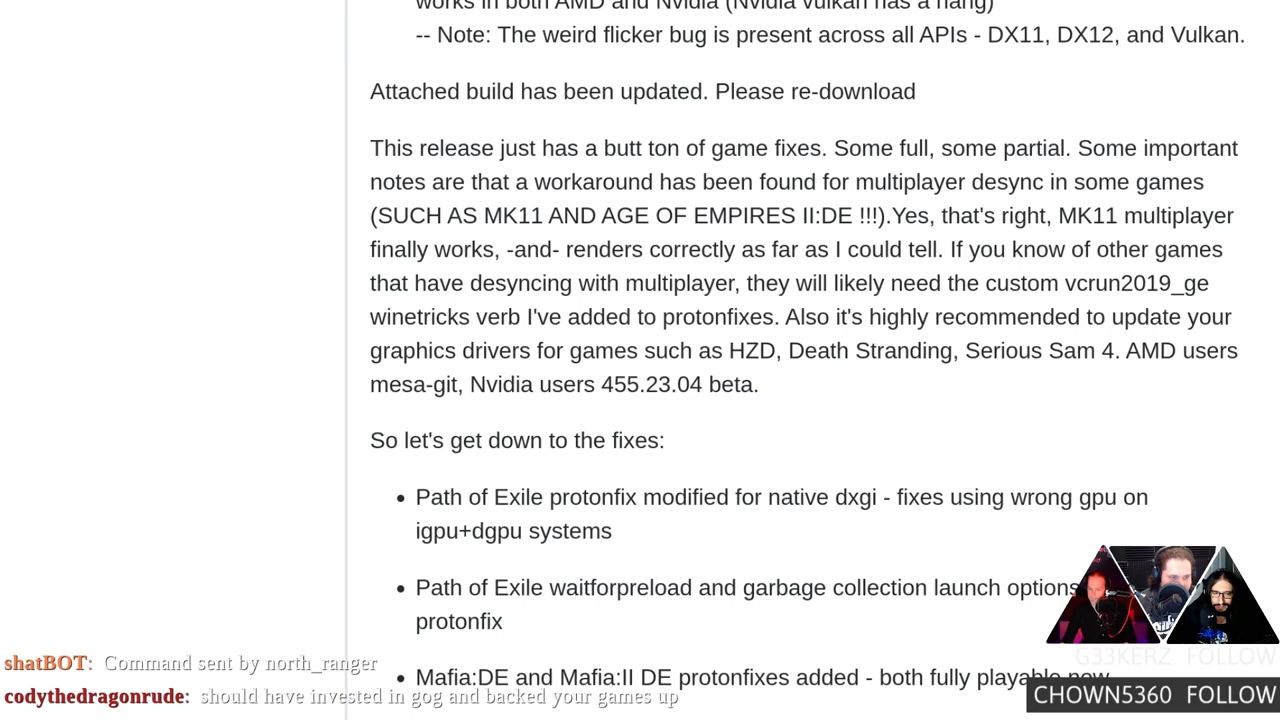 works in both AMD and Nvidia (Nvidia vulkan has a hang)
-- Note: The weird flicker bug is present across all APIs - DX11, DX12, and Vulkan.
Attached build has been updated. Please re-download
This release just has a butt ton of game fixes. Some full, some partial. Some important
notes are that a workaround has been found for multiplayer desync in some games
(SUCH AS MK11 AND AGE OF EMPIRES II:DE !!!).Yes, that's right, MK11 multiplayer
finally works, -and- renders correctly as far as I could tell. If you know of other games
that have desyncing with multiplayer, they will likely need the custom vcrun2019_ge
winetricks verb I've added to protonfixes. Also it's highly recommended to update your
graphics drivers for games such as HZD, Death Stranding, Serious Sam 4. AMD users
mesa-git, Nvidia users 455.23.04 beta.
So let's get down to the fixes:
• Path of Exile protonfix modified for native dxgi - fixes using wrong gpu on
igpu+dgpu systems
• Path of Exile waitforpreload and garbage collection launch options
protonfix
• Mafia:DE and Mafia:II DE protonfixes added - both fully playable now
shatBOT: Command sent by north_ranger
codythedragonrude: should have invested in gog and backed your games up
G33KERZ FOLLOW
CHOWN5360 FOLLOW